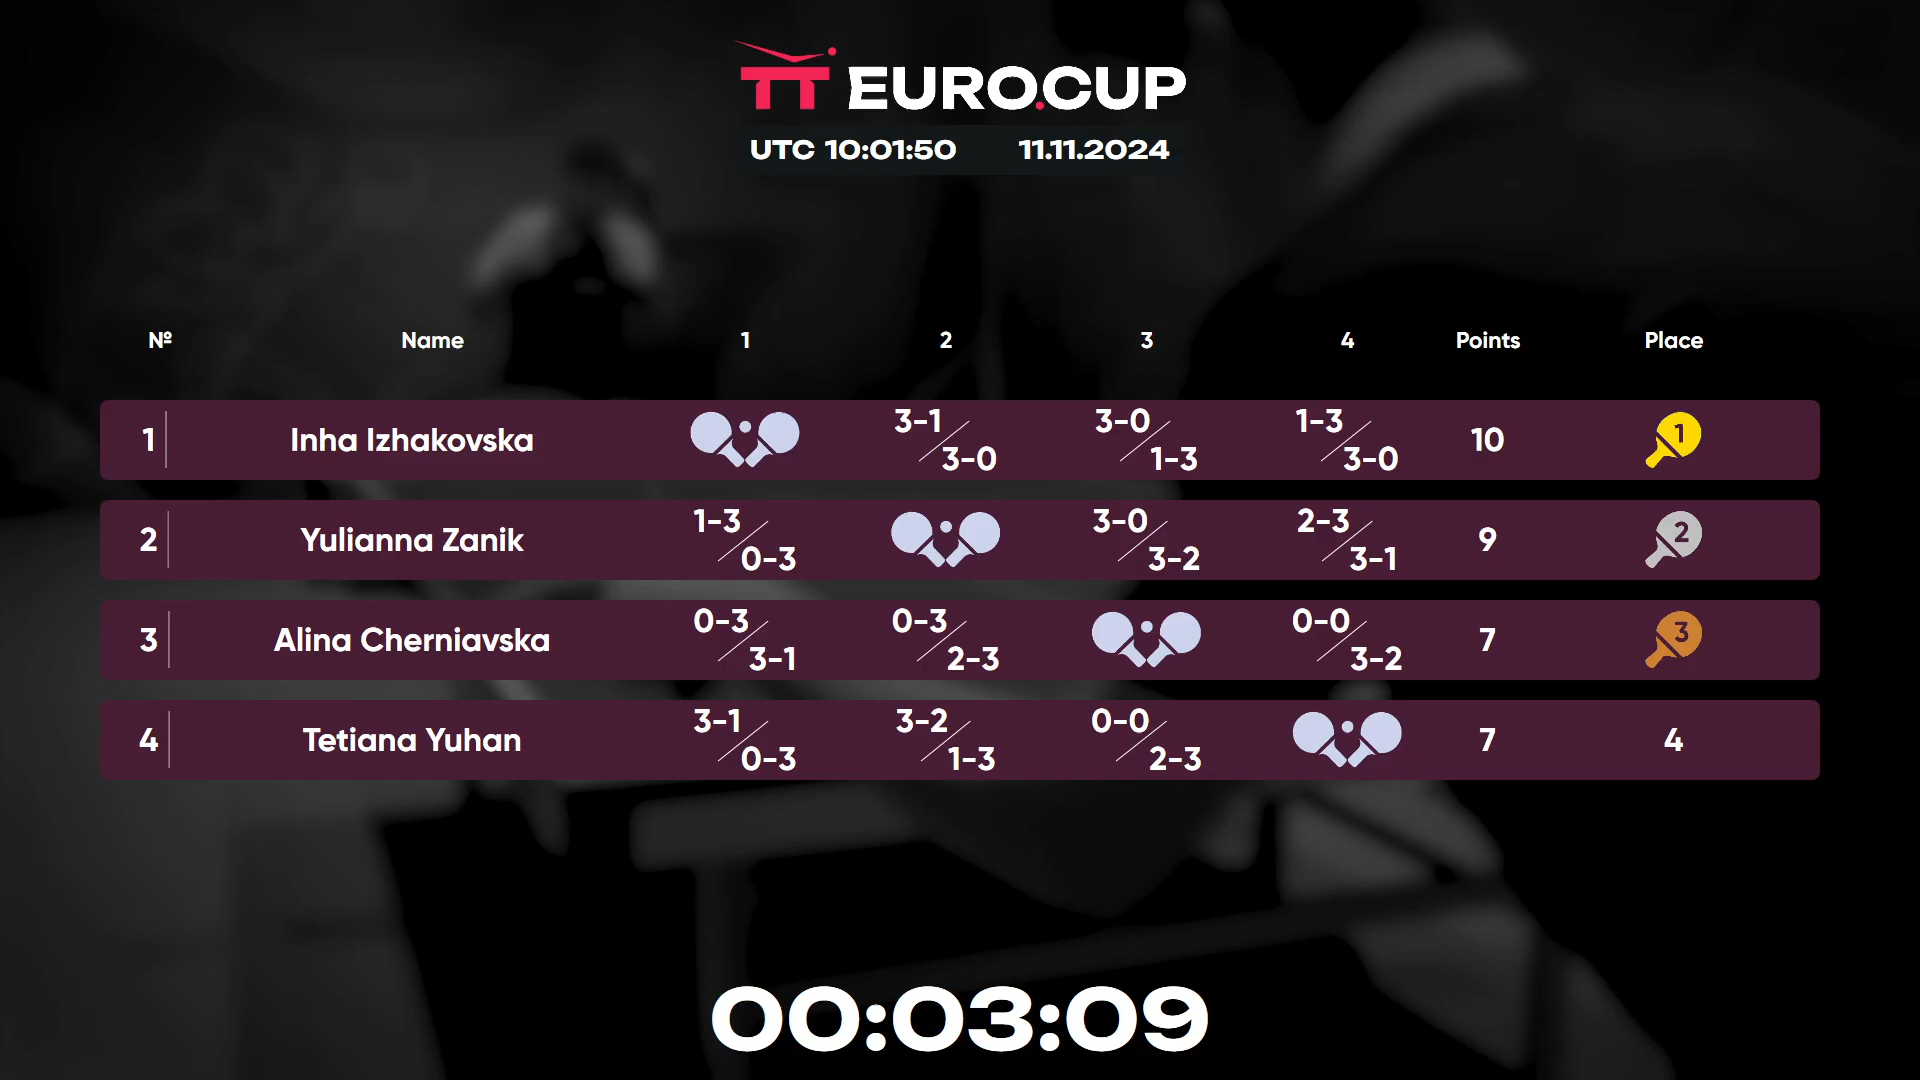 TT EURO.CUP
UTC 10:01:50 11.11.2024
Nº Name 1 2 3 4 Points Place
1 Inha Izhakovska 3-1 3-0 3-0 1-3 1-3 3-0 10 1
2 Yulianna Zanik 1-3 0-3 3-0 3-2 2-3 3-1 9 2
3 Alina Cherniavska 0-3 3-1 0-3 2-3 0-0 3-2 7 3
4 Tetiana Yuhan 3-1 0-3 3-2 1-3 0-0 2-3 7 4
00:03:09